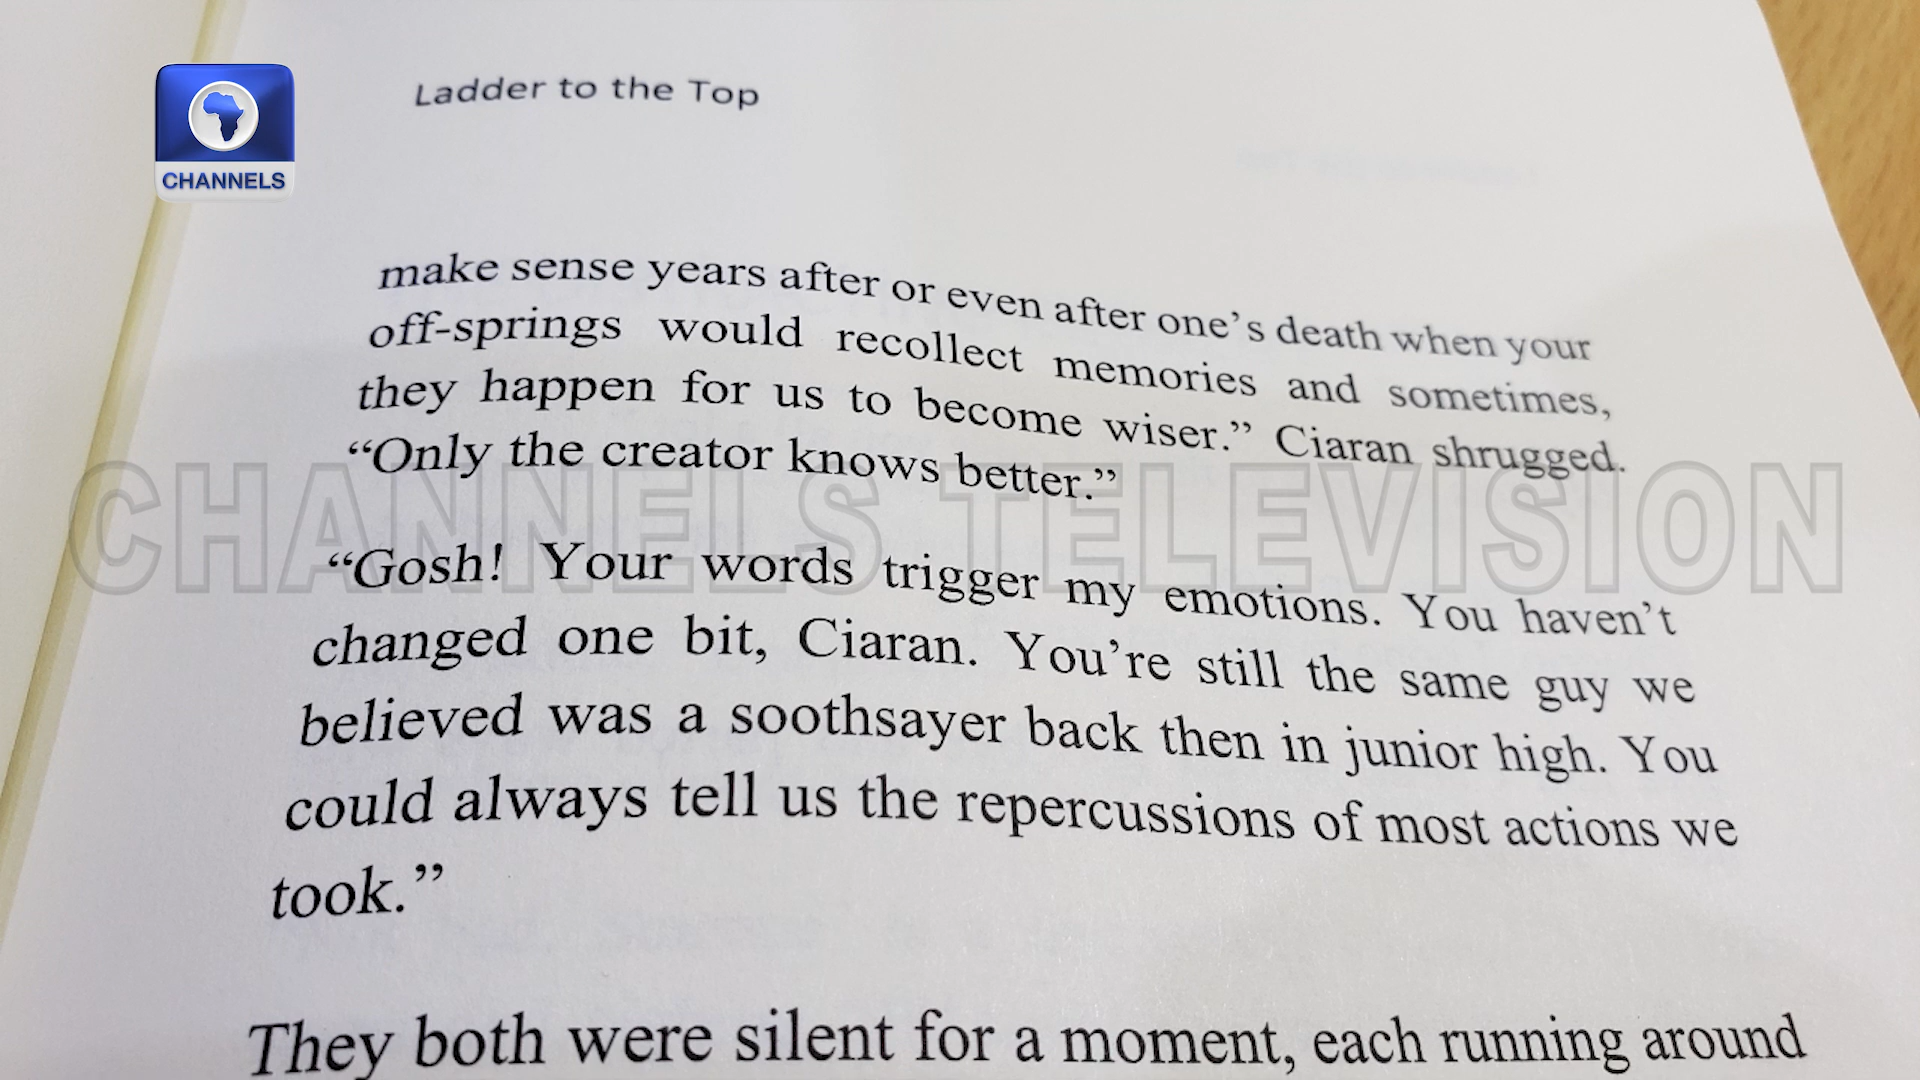 CHANNELS
Ladder to the Top
make sense years after or even after one’s death when your
off-springs would recollect memories and sometimes,
they happen for us to become wiser.” Ciaran shrugged.
“Only the creator knows better.”
CHANNELS TELEVISION
“Gosh! Your words trigger my emotions. You haven’t
changed one bit, Ciaran. You’re still the same guy we
believed was a soothsayer back then in junior high. You
could always tell us the repercussions of most actions we
took.”
They both were silent for a moment, each running around